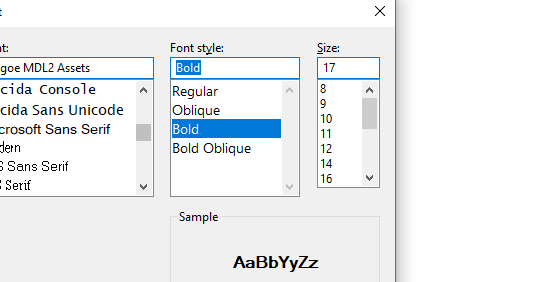 t
nt:
Font style:
Size:
goe MDL2 Assets
Bold
17
cida Console
cida Sans Unicode
crosoft Sans Serif
dern
S Sans Serif
S Serif
Regular
Oblique
Bold
Bold Oblique
8
9
10
11
12
14
16
Sample
AaBbYyZz